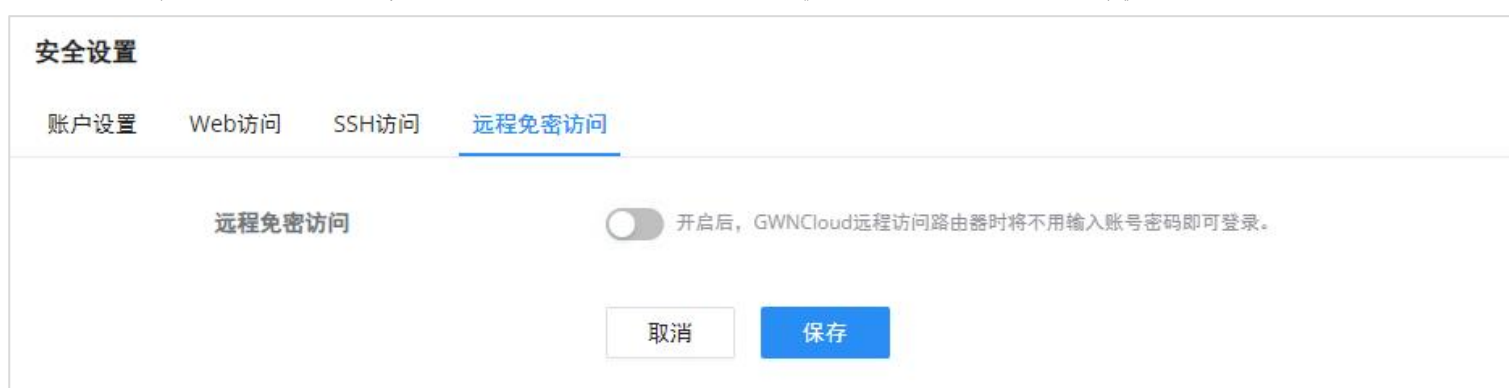 安全设置
账户设置 Web访问 SSH访问 远程免密访问
远程免密访问 开启后，GWNCloud远程访问路由器时将不用输入账号密码即可登录。
取消 保存